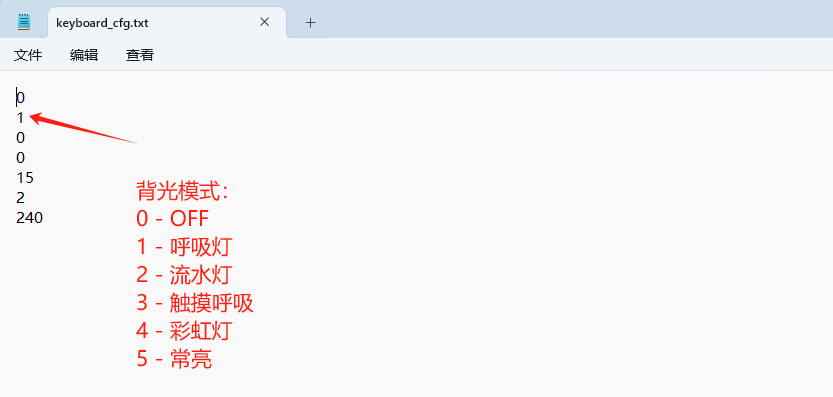 keyboard_cfg.txt
文件 编辑 查看
0
1
0
0
15
2
240
背光模式：
0 - OFF
1 - 呼吸灯
2 - 流水灯
3 - 触摸呼吸
4 - 彩虹灯
5 - 常亮